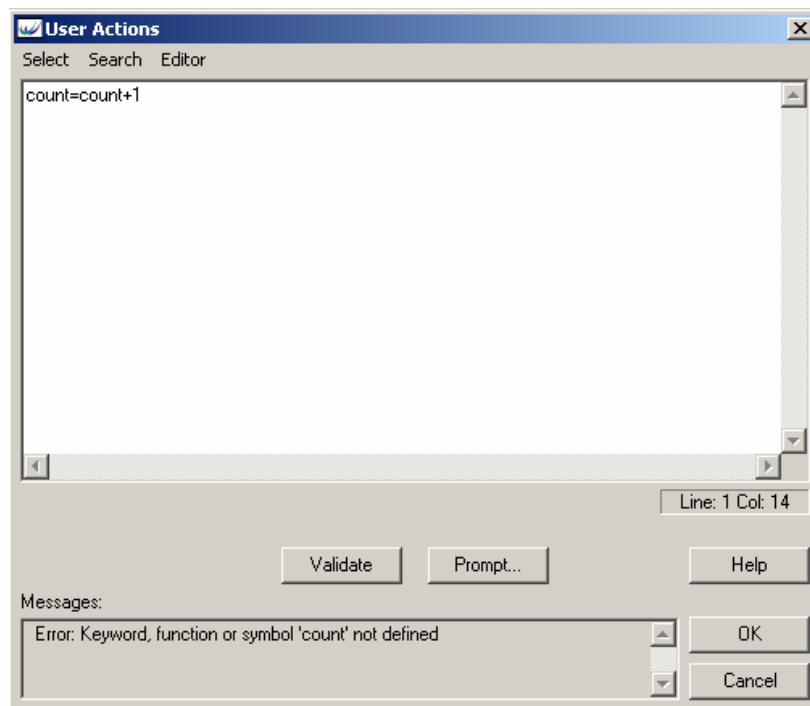 User Actions
Select Search Editor
count=count+1
Line: 1 Col: 14
Validate Prompt... Help
Messages:
Error: Keyword, function or symbol 'count' not defined
OK
Cancel